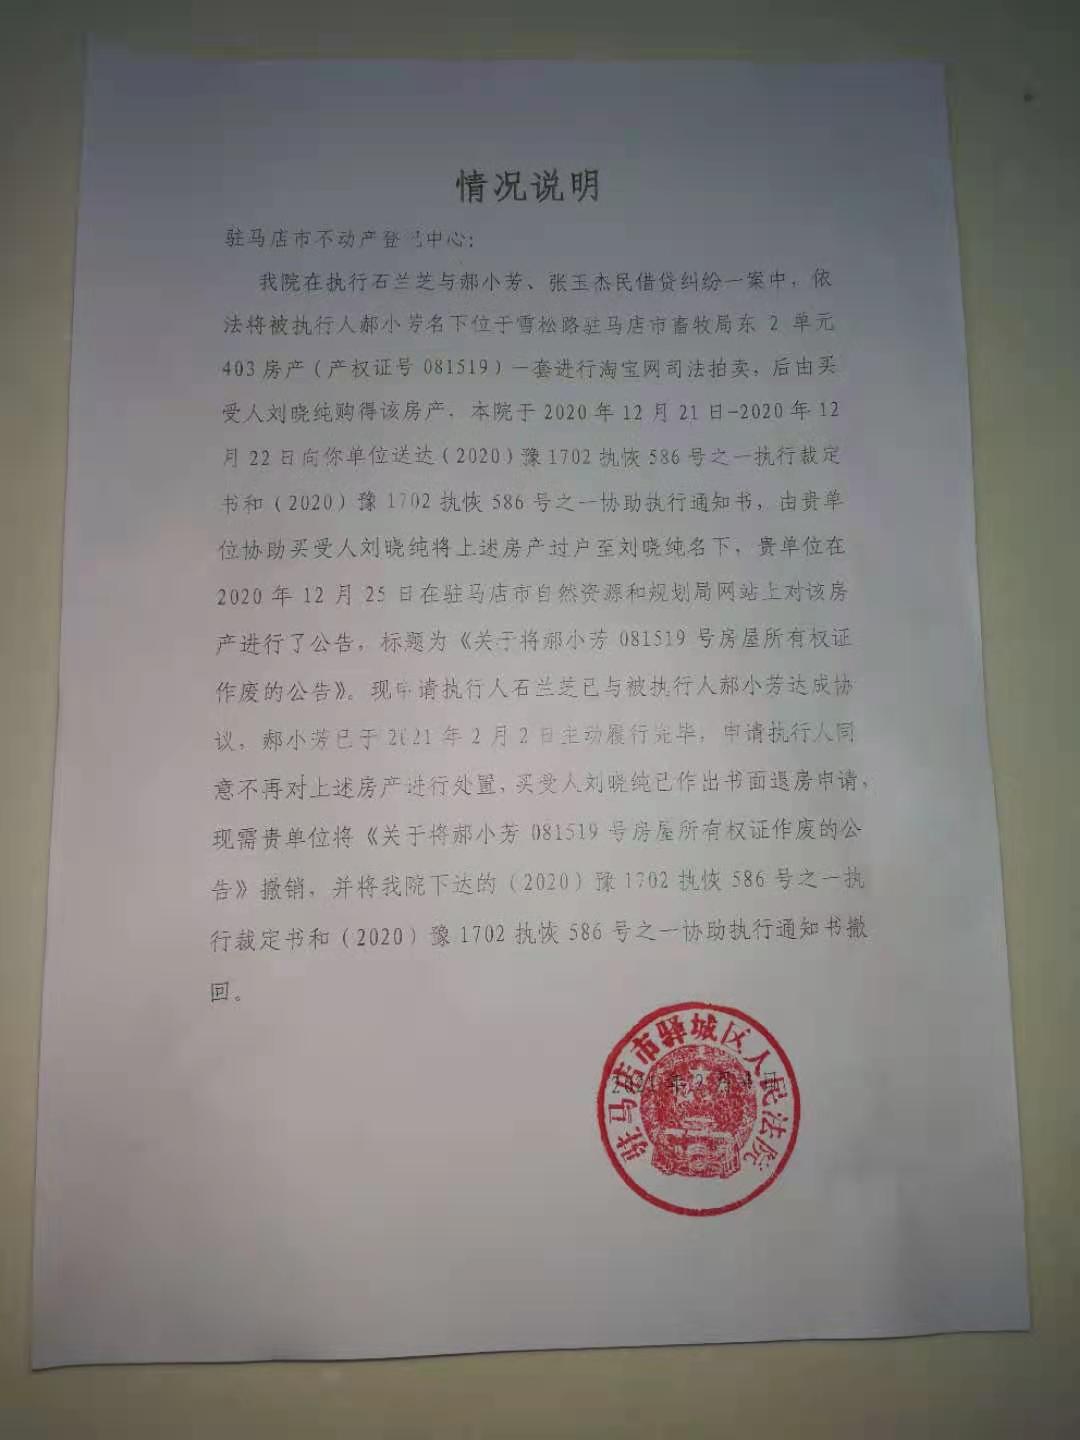 情况说明
驻马店市不动产登记中心：
我院在执行石兰芝与郝小芳、张玉杰民借贷纠纷一案中，依
法将被执行人郝小芳名下位于雪松路驻马店市畜牧局东 2 单元
403 房产（产权证号 081519）一套进行淘宝网司法拍卖，后由买
受人刘晓纯购得该房产，本院于 2020 年 12 月 21 日-2020 年 12
月 22 日向你单位送达（2020）豫 1702 执恢 586 号之一执行裁定
书和（2020）豫 1702 执恢 586 号之一协助执行通知书，由贵单
位协助买受人刘晓纯将上述房产过户至刘晓纯名下，贵单位在
2020 年 12 月 25 日在驻马店市自然资源和规划局网站上对该房
产进行了公告，标题为《关于将郝小芳 081519 号房屋所有权证
作废的公告》。现申请执行人石兰芝已与被执行人郝小芳达成协
议，郝小芳已于 2021 年 2 月 2 日主动履行完毕，申请执行人同
意不再对上述房产进行处置，买受人刘晓纯已作出书面退房申请，
现需贵单位将《关于将郝小芳 081519 号房屋所有权证作废的公
告》撤销，并将我院下达的（2020）豫 1702 执恢 586 号之一执
行裁定书和（2020）豫 1702 执恢 586 号之一协助执行通知书撤
回。
驻马店市驿城区人民法院
2021 年 2 月 日